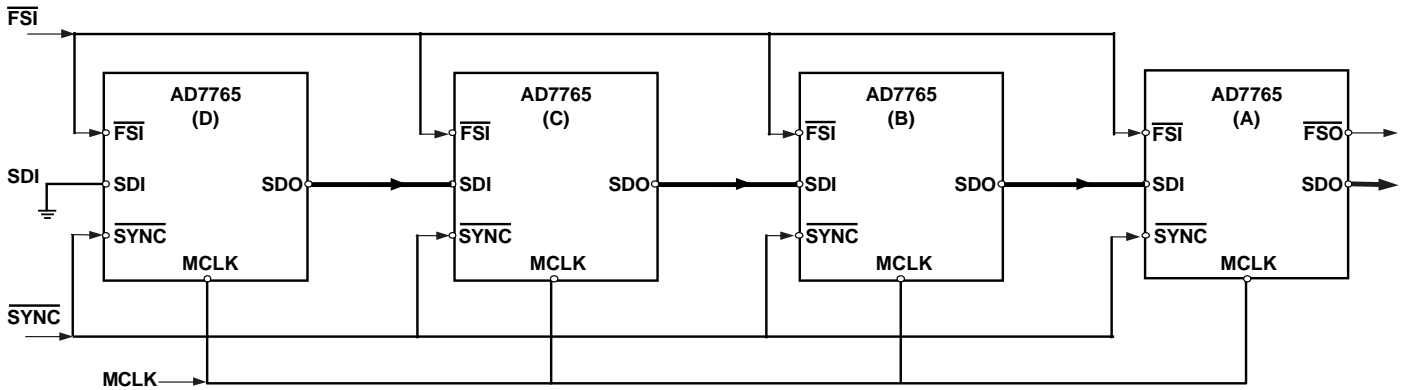 FSI
AD7765
(D)
FSI
SDI
SDO
SYNC
MCLK
AD7765
(C)
FSI
SDI
SDO
SYNC
MCLK
AD7765
(B)
FSI
SDI
SDO
SYNC
MCLK
AD7765
(A)
FSI
FSO
SDI
SDO
SYNC
MCLK
SDI
SYNC
MCLK